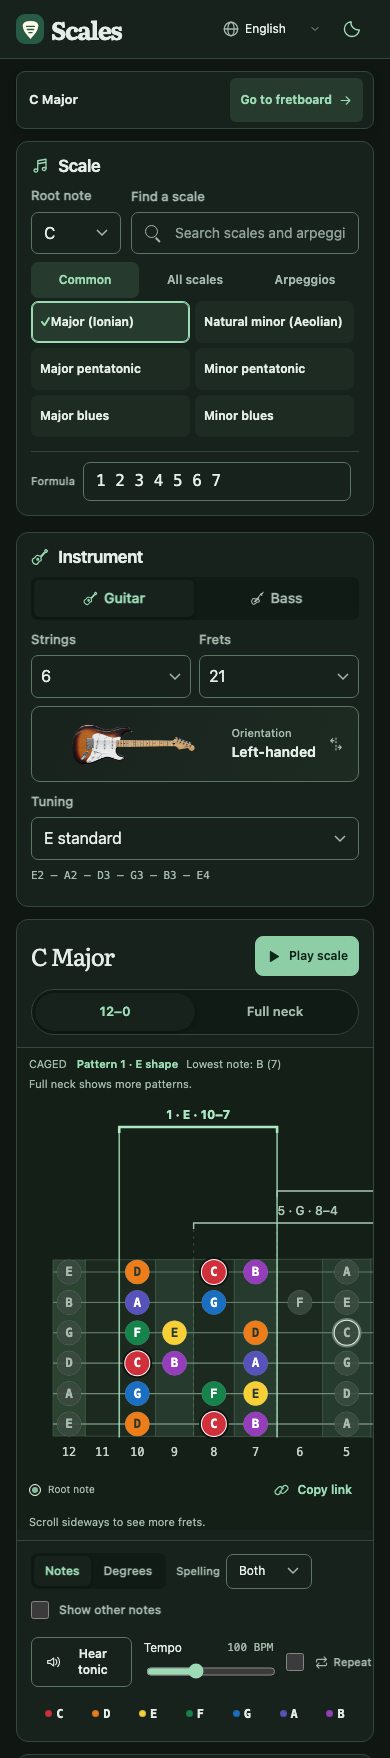 Scales
English
C Major
Go to fretboard →
Scale
Root note
Find a scale
C
Search scales and arpeggi
Common
All scales
Arpeggios
✓Major (Ionian)
Natural minor (Aeolian)
Major pentatonic
Minor pentatonic
Major blues
Minor blues
Formula
1 2 3 4 5 6 7
Instrument
Guitar
Bass
Strings
Frets
6
21
Orientation
Left-handed
Tuning
E standard
E2 – A2 – D3 – G3 – B3 – E4
C Major
Play scale
12–0
Full neck
CAGED Pattern 1 · E shape Lowest note: B (7)
Full neck shows more patterns.
1 · E · 10–7
5 · G · 8–4
E D C B A
B A G F E
G F E D C
D C B A G
A G F E D
E D C B A
12 11 10 9 8 7 6 5
Root note
Copy link
Scroll sideways to see more frets.
Notes
Degrees
Spelling
Both
Show other notes
Hear tonic
Tempo
100 BPM
Repeat
C D E F G A B